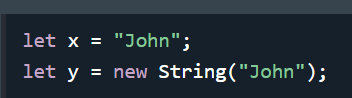 let x = "John";
let y = new String("John");